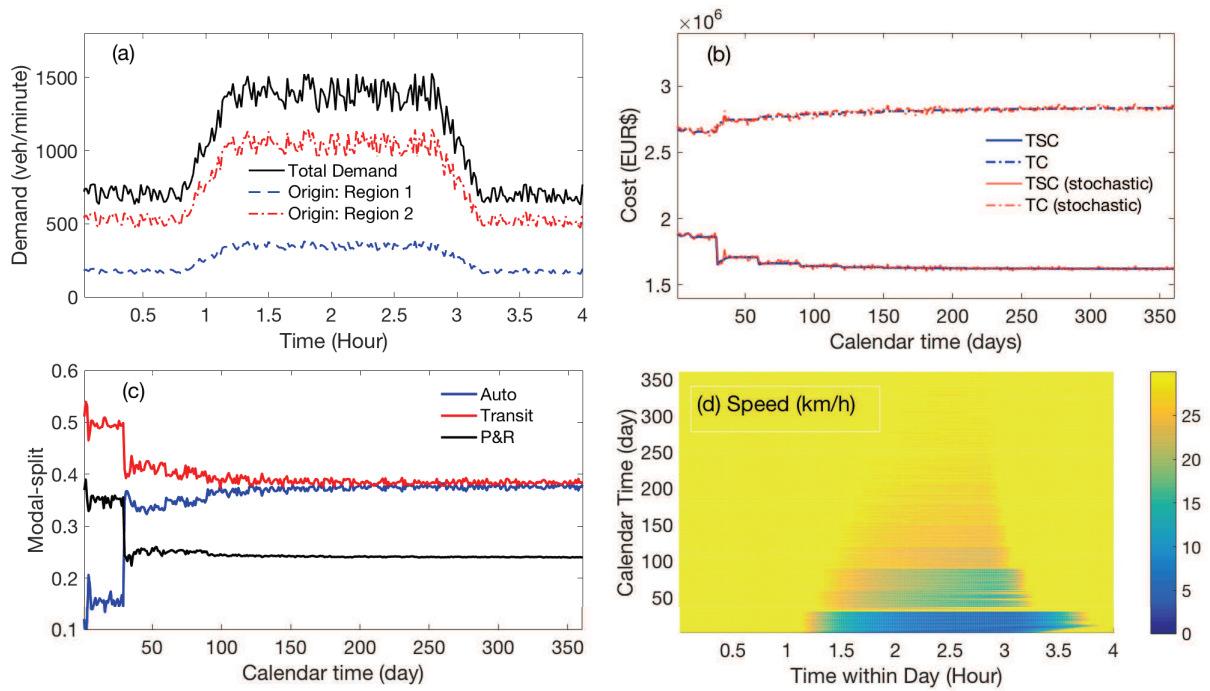 (a)
1500
1000
500
0
Demand (veh/minute)
Total Demand
Origin: Region 1
Origin: Region 2
0.5
1
1.5
2
2.5
3
3.5
4
Time (Hour)
×10⁶
(b)
3
2.6
2
1.5
Cost (EUR$)
TSC
TC
TSC (stochastic)
TC (stochastic)
50
100
150
200
250
300
350
Calendar time (days)
(c)
0.6
0.5
0.4
0.3
0.2
0.1
Modal-split
Auto
Transit
P&R
50
100
150
200
250
300
350
Calendar time (day)
(d) Speed (km/h)
350
300
250
200
150
100
50
Calendar Time (day)
0.5
1
1.5
2
2.5
3
3.5
4
Time within Day (Hour)
25
20
15
10
5
0